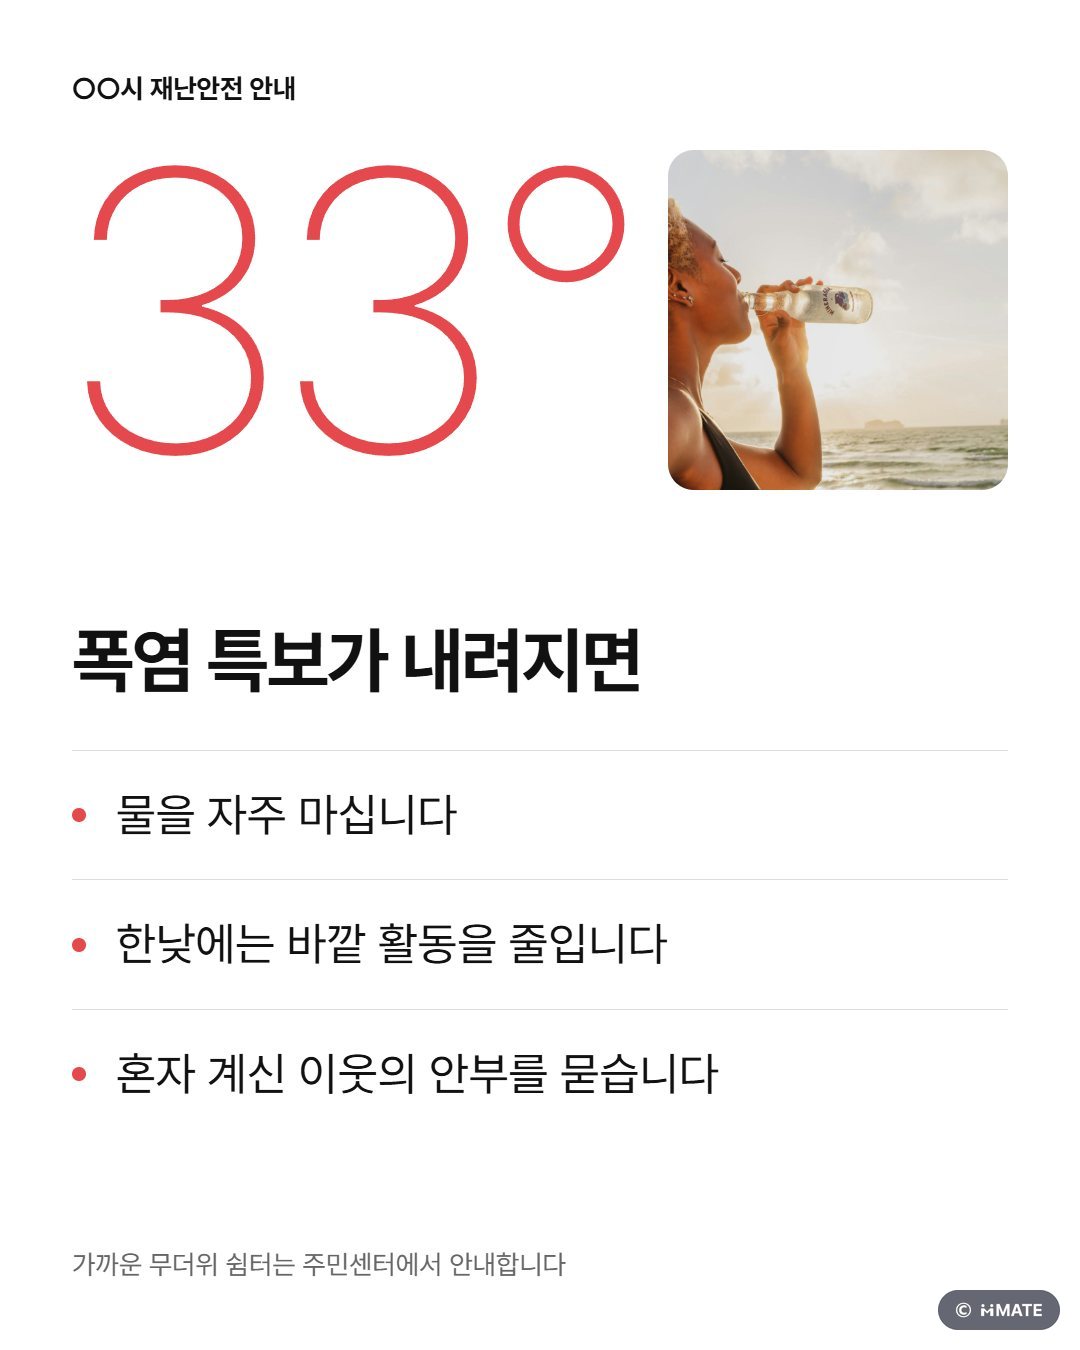 ○○시 재난안전 안내
33°
폭염 특보가 내려지면
• 물을 자주 마십니다
• 한낮에는 바깥 활동을 줄입니다
• 혼자 계신 이웃의 안부를 묻습니다
가까운 무더위 쉼터는 주민센터에서 안내합니다
© MMATE